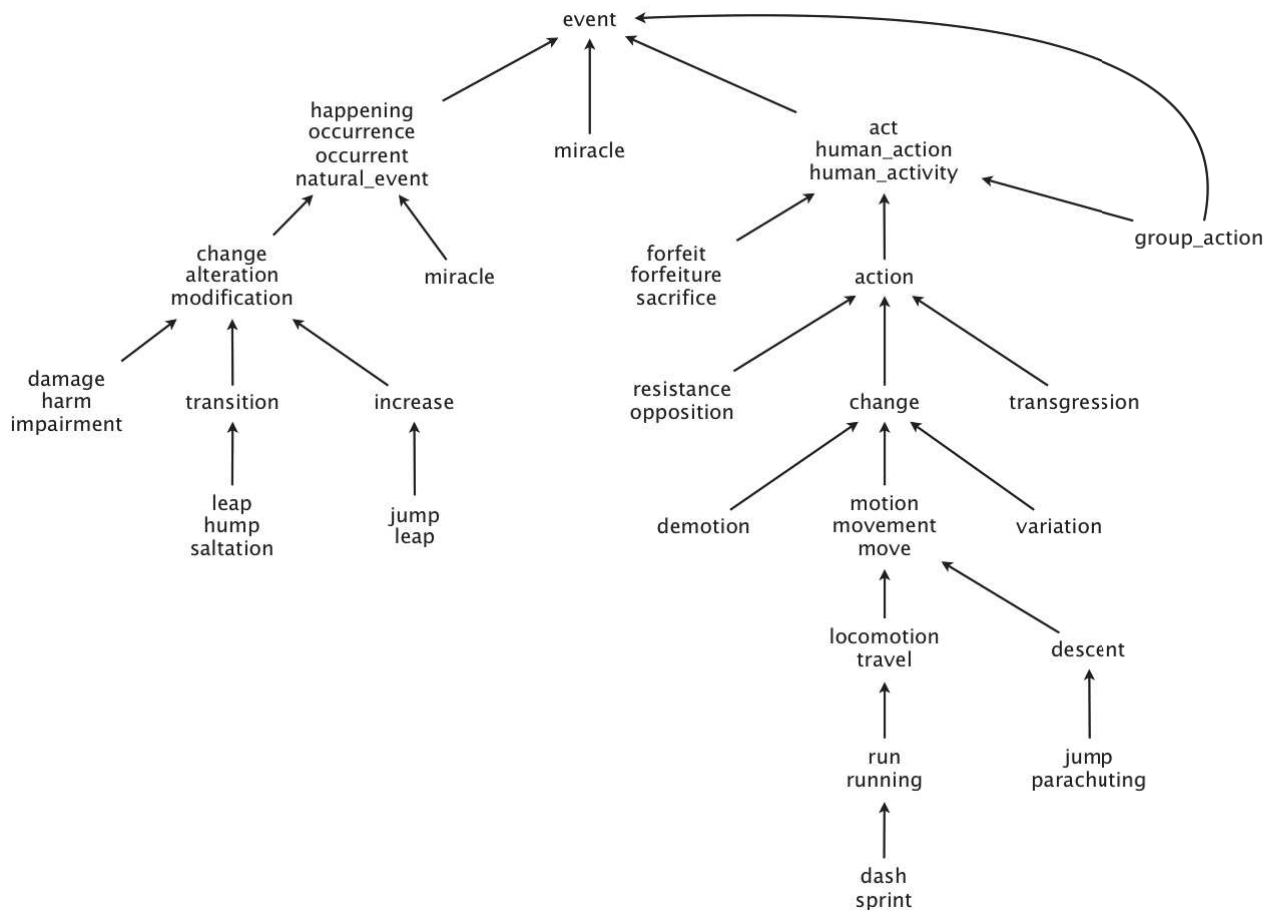 event
happening
occurrence
occurrent
natural_event
miracle
act
human_action
human_activity
group_action
change
alteration
modification
miracle
forfeit
forfeiture
sacrifice
action
damage
harm
impairment
transition
increase
resistance
opposition
change
transgression
leap
hump
saltation
jump
leap
demotion
motion
movement
move
variation
locomotion
travel
descent
run
running
jump
parachuting
dash
sprint